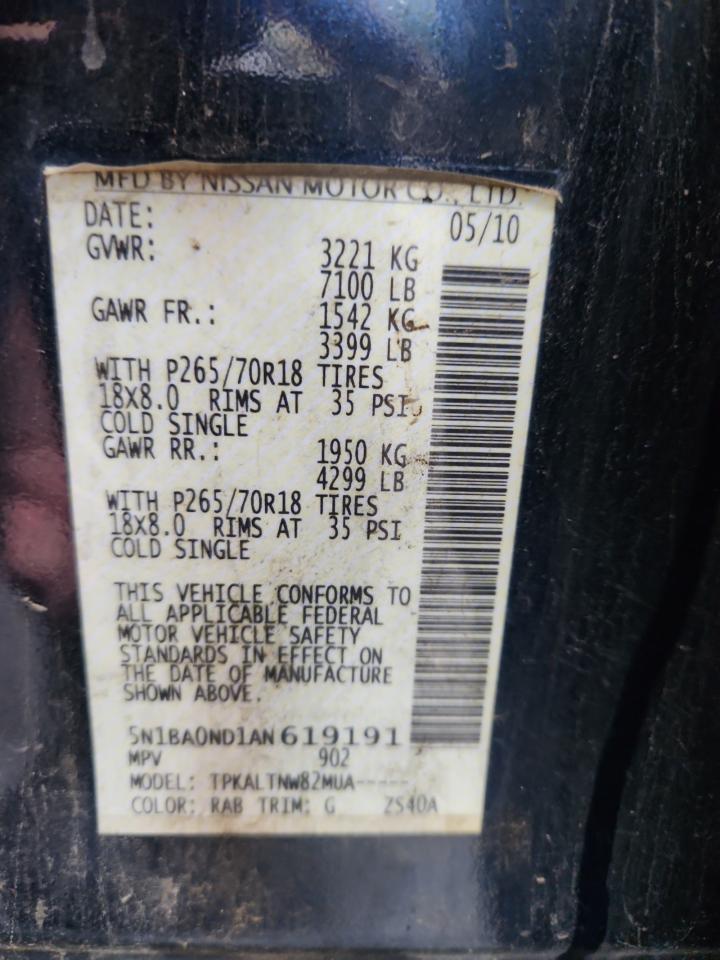 MFD BY NISSAN MOTOR CO., LTD.
DATE: 05/10
GVWR: 3221 KG
7100 LB
GAWR FR.: 1542 KG
3399 LB
WITH P265/70R18 TIRES
18X8.0 RIMS AT 35 PSI
COLD SINGLE
GAWR RR.: 1950 KG
4299 LB
WITH P265/70R18 TIRES
18X8.0 RIMS AT 35 PSI
COLD SINGLE
THIS VEHICLE CONFORMS TO
ALL APPLICABLE FEDERAL
MOTOR VEHICLE SAFETY
STANDARDS IN EFFECT ON
THE DATE OF MANUFACTURE
SHOWN ABOVE.
5N1BA0ND1AN619191
MPV 902
MODEL: TPKALTNW82MUA-----
COLOR: RAB TRIM: G ZS40A